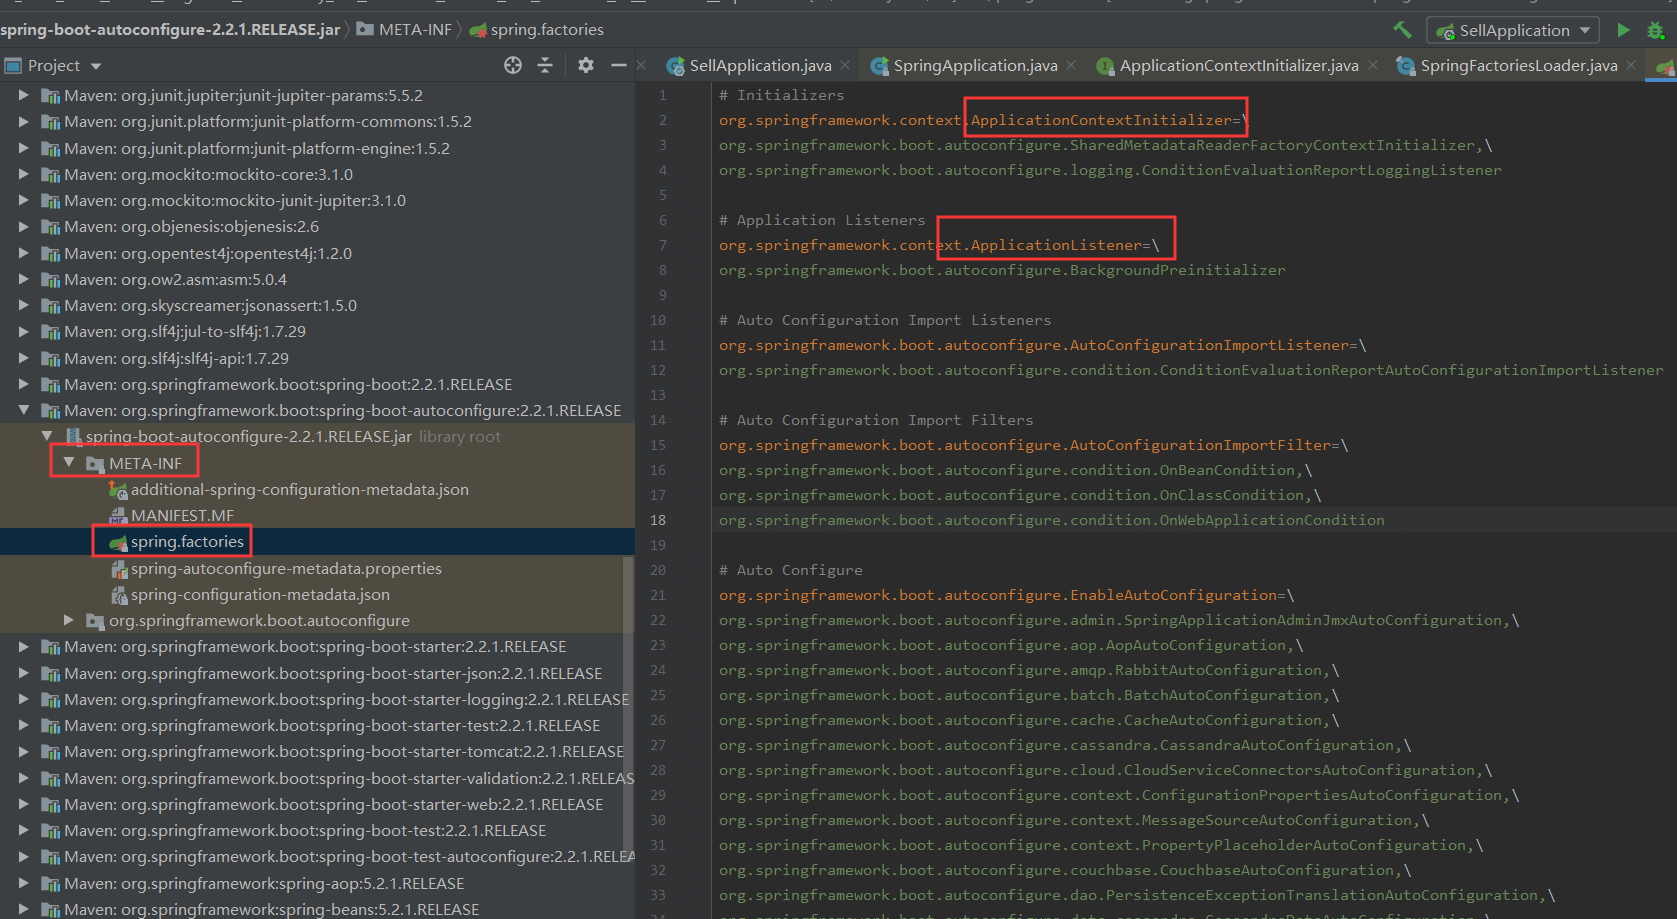 spring-boot-autoconfigure-2.2.1.RELEASE.jar META-INF spring.factories
SellApplication
Project
SellApplication.java SpringApplication.java ApplicationContextInitializer.java SpringFactoriesLoader.java
Maven: org.junit.jupiter:junit-jupiter-params:5.5.2
Maven: org.junit.platform:junit-platform-commons:1.5.2
Maven: org.junit.platform:junit-platform-engine:1.5.2
Maven: org.mockito:mockito-core:3.1.0
Maven: org.mockito:mockito-junit-jupiter:3.1.0
Maven: org.objenesis:objenesis:2.6
Maven: org.opentest4j:opentest4j:1.2.0
Maven: org.ow2.asm:asm:5.0.4
Maven: org.skyscreamer:jsonassert:1.5.0
Maven: org.slf4j:jul-to-slf4j:1.7.29
Maven: org.slf4j:slf4j-api:1.7.29
Maven: org.springframework.boot:spring-boot:2.2.1.RELEASE
Maven: org.springframework.boot:spring-boot-autoconfigure:2.2.1.RELEASE
spring-boot-autoconfigure-2.2.1.RELEASE.jar library root
META-INF
additional-spring-configuration-metadata.json
MANIFEST.MF
spring.factories
spring-autoconfigure-metadata.properties
spring-configuration-metadata.json
org.springframework.boot.autoconfigure
Maven: org.springframework.boot:spring-boot-starter:2.2.1.RELEASE
Maven: org.springframework.boot:spring-boot-starter-json:2.2.1.RELEASE
Maven: org.springframework.boot:spring-boot-starter-logging:2.2.1.RELEASE
Maven: org.springframework.boot:spring-boot-starter-test:2.2.1.RELEASE
Maven: org.springframework.boot:spring-boot-starter-tomcat:2.2.1.RELEASE
Maven: org.springframework.boot:spring-boot-starter-validation:2.2.1.RELEAS
Maven: org.springframework.boot:spring-boot-starter-web:2.2.1.RELEASE
Maven: org.springframework.boot:spring-boot-test:2.2.1.RELEASE
Maven: org.springframework.boot:spring-boot-test-autoconfigure:2.2.1.RELEA
Maven: org.springframework:spring-aop:5.2.1.RELEASE
Maven: org.springframework:spring-beans:5.2.1.RELEASE
1 # Initializers
2 org.springframework.context.ApplicationContextInitializer=\
3 org.springframework.boot.autoconfigure.SharedMetadataReaderFactoryContextInitializer,\
4 org.springframework.boot.autoconfigure.logging.ConditionEvaluationReportLoggingListener
5
6 # Application Listeners
7 org.springframework.context.ApplicationListener=\
8 org.springframework.boot.autoconfigure.BackgroundPreinitializer
9
10 # Auto Configuration Import Listeners
11 org.springframework.boot.autoconfigure.AutoConfigurationImportListener=\
12 org.springframework.boot.autoconfigure.condition.ConditionEvaluationReportAutoConfigurationImportListener
13
14 # Auto Configuration Import Filters
15 org.springframework.boot.autoconfigure.AutoConfigurationImportFilter=\
16 org.springframework.boot.autoconfigure.condition.OnBeanCondition,\
17 org.springframework.boot.autoconfigure.condition.OnClassCondition,\
18 org.springframework.boot.autoconfigure.condition.OnWebApplicationCondition
19
20 # Auto Configure
21 org.springframework.boot.autoconfigure.EnableAutoConfiguration=\
22 org.springframework.boot.autoconfigure.admin.SpringApplicationAdminJmxAutoConfiguration,\
23 org.springframework.boot.autoconfigure.aop.AopAutoConfiguration,\
24 org.springframework.boot.autoconfigure.amqp.RabbitAutoConfiguration,\
25 org.springframework.boot.autoconfigure.batch.BatchAutoConfiguration,\
26 org.springframework.boot.autoconfigure.cache.CacheAutoConfiguration,\
27 org.springframework.boot.autoconfigure.cassandra.CassandraAutoConfiguration,\
28 org.springframework.boot.autoconfigure.cloud.CloudServiceConnectorsAutoConfiguration,\
29 org.springframework.boot.autoconfigure.context.ConfigurationPropertiesAutoConfiguration,\
30 org.springframework.boot.autoconfigure.context.MessageSourceAutoConfiguration,\
31 org.springframework.boot.autoconfigure.context.PropertyPlaceholderAutoConfiguration,\
32 org.springframework.boot.autoconfigure.couchbase.CouchbaseAutoConfiguration,\
33 org.springframework.boot.autoconfigure.dao.PersistenceExceptionTranslationAutoConfiguration,\